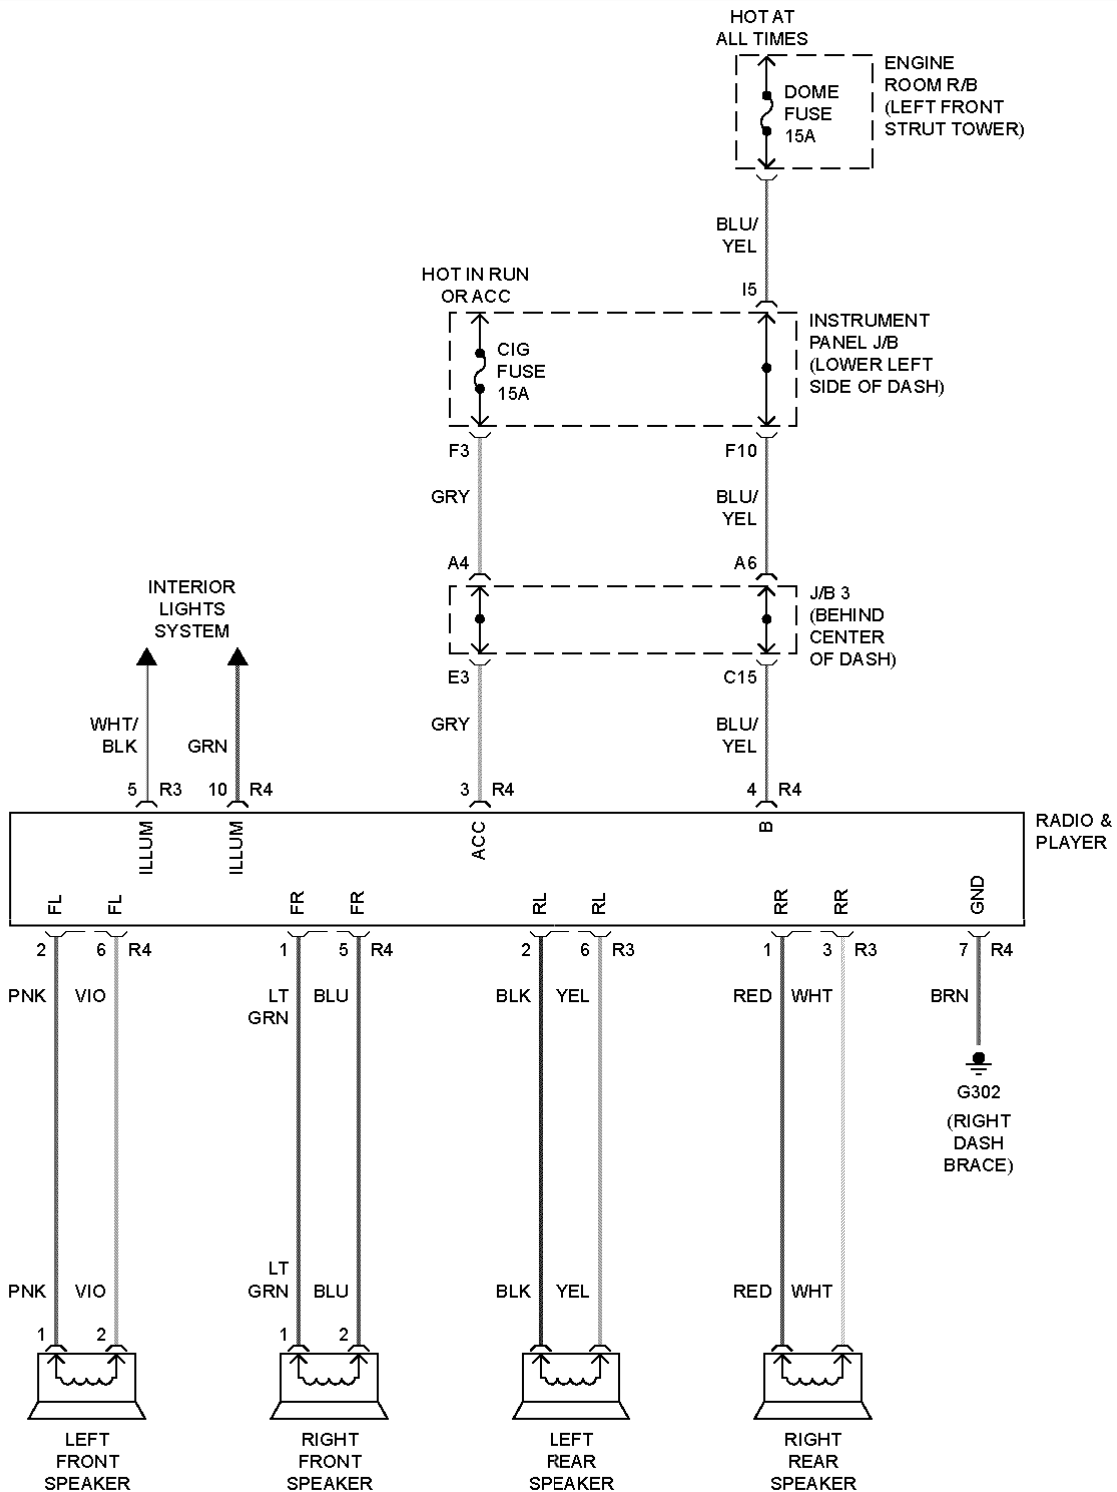 HOT AT
ALL TIMES
DOME
FUSE
15A
ENGINE
ROOM R/B
(LEFT FRONT
STRUT TOWER)
BLU/
YEL
I5
HOT IN RUN
OR ACC
CIG
FUSE
15A
INSTRUMENT
PANEL J/B
(LOWER LEFT
SIDE OF DASH)
F3
F10
GRY
BLU/
YEL
A4
A6
J/B 3
(BEHIND
CENTER
OF DASH)
INTERIOR
LIGHTS
SYSTEM
E3
C15
WHT/
BLK
GRN
GRY
BLU/
YEL
5 R3
10 R4
3 R4
4 R4
RADIO &
PLAYER
ILLUM
ILLUM
ACC
B
FL
FL
FR
FR
RL
RL
RR
RR
GND
2 6 R4
1 5 R4
2 6 R3
1 3 R3
7 R4
PNK VIO
LT
GRN
BLU
BLK YEL
RED WHT
BRN
G302
(RIGHT
DASH
BRACE)
PNK VIO
LT
GRN
BLU
BLK YEL
RED WHT
1 2
1 2
LEFT
FRONT
SPEAKER
RIGHT
FRONT
SPEAKER
LEFT
REAR
SPEAKER
RIGHT
REAR
SPEAKER